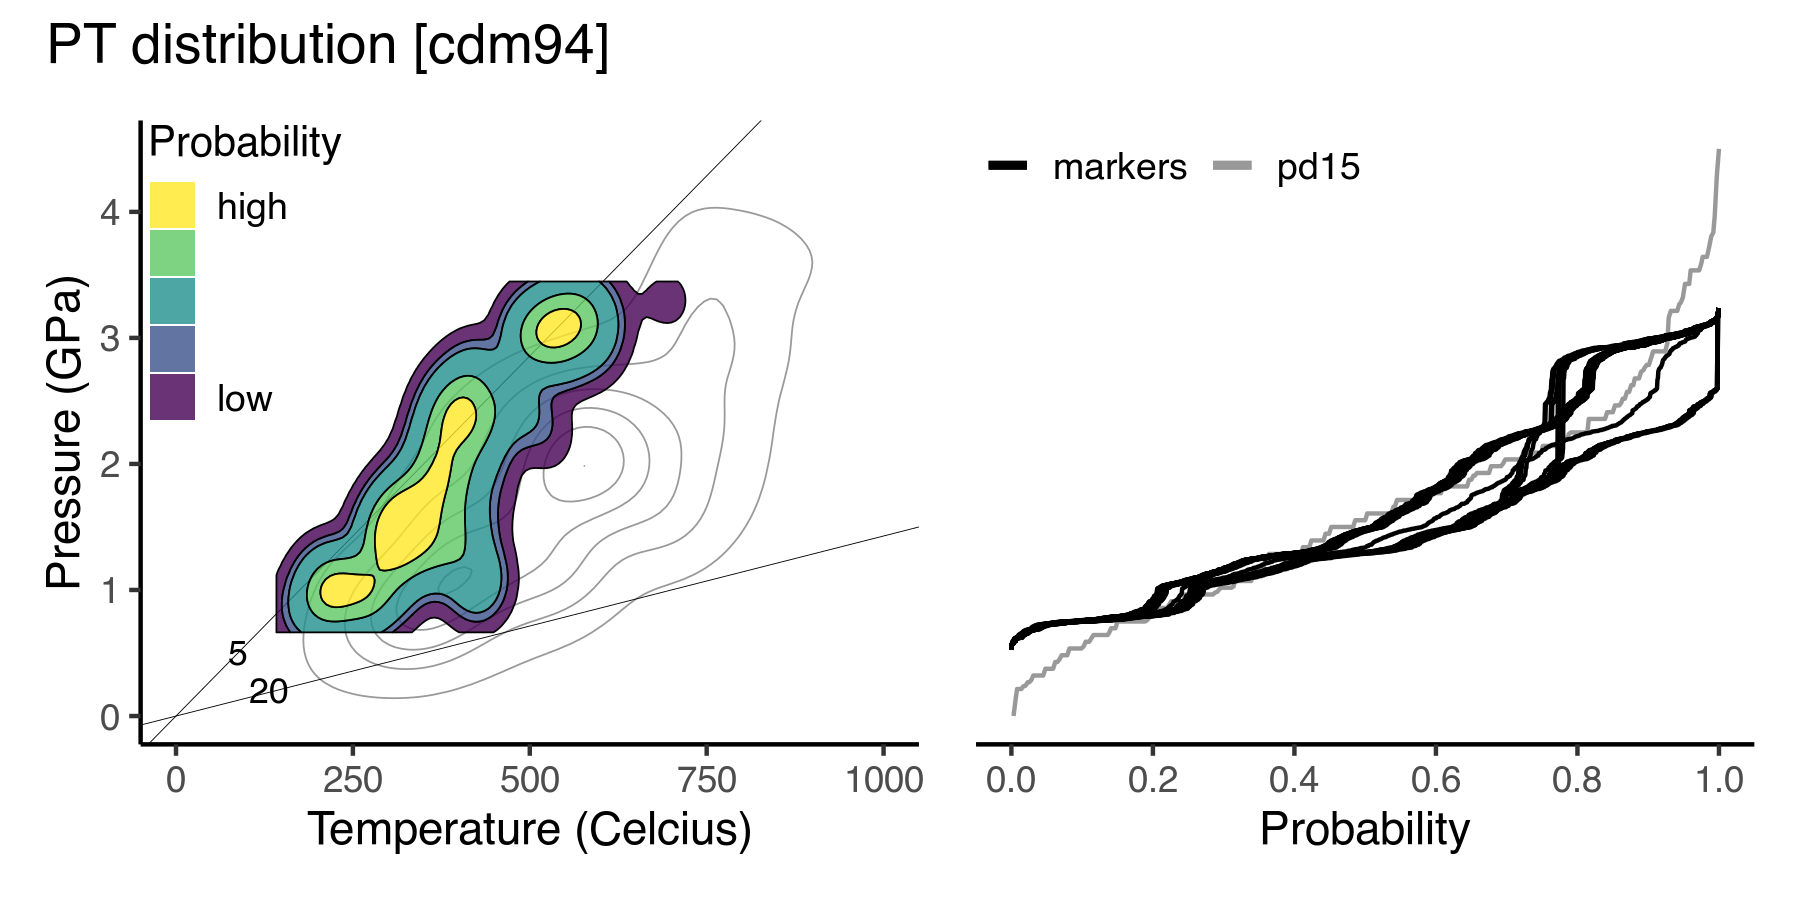 PT distribution [cdm94]
Probability
high
low
4
3
2
1
0
Pressure (GPa)
5
20
0
250
500
750
1000
Temperature (Celcius)
markers
pd15
0.0
0.2
0.4
0.6
0.8
1.0
Probability